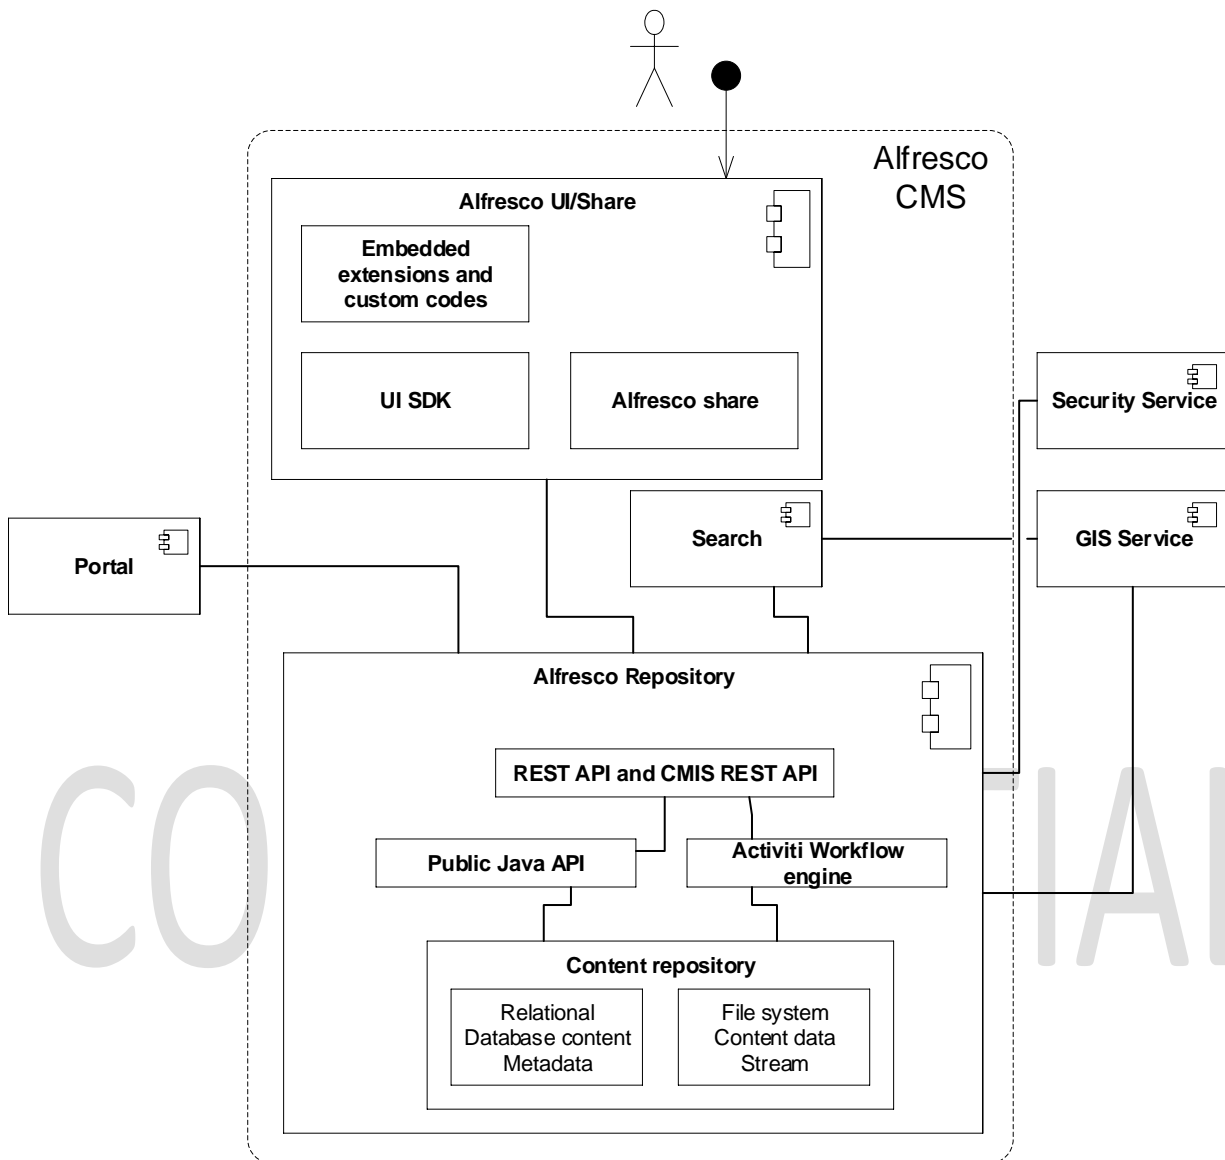 Alfresco
CMS
Alfresco UI/Share
Embedded
extensions and
custom codes
UI SDK
Alfresco share
Security Service
Search
GIS Service
Portal
Alfresco Repository
REST API and CMIS REST API
Public Java API
Activiti Workflow
engine
Content repository
Relational
Database content
Metadata
File system
Content data
Stream